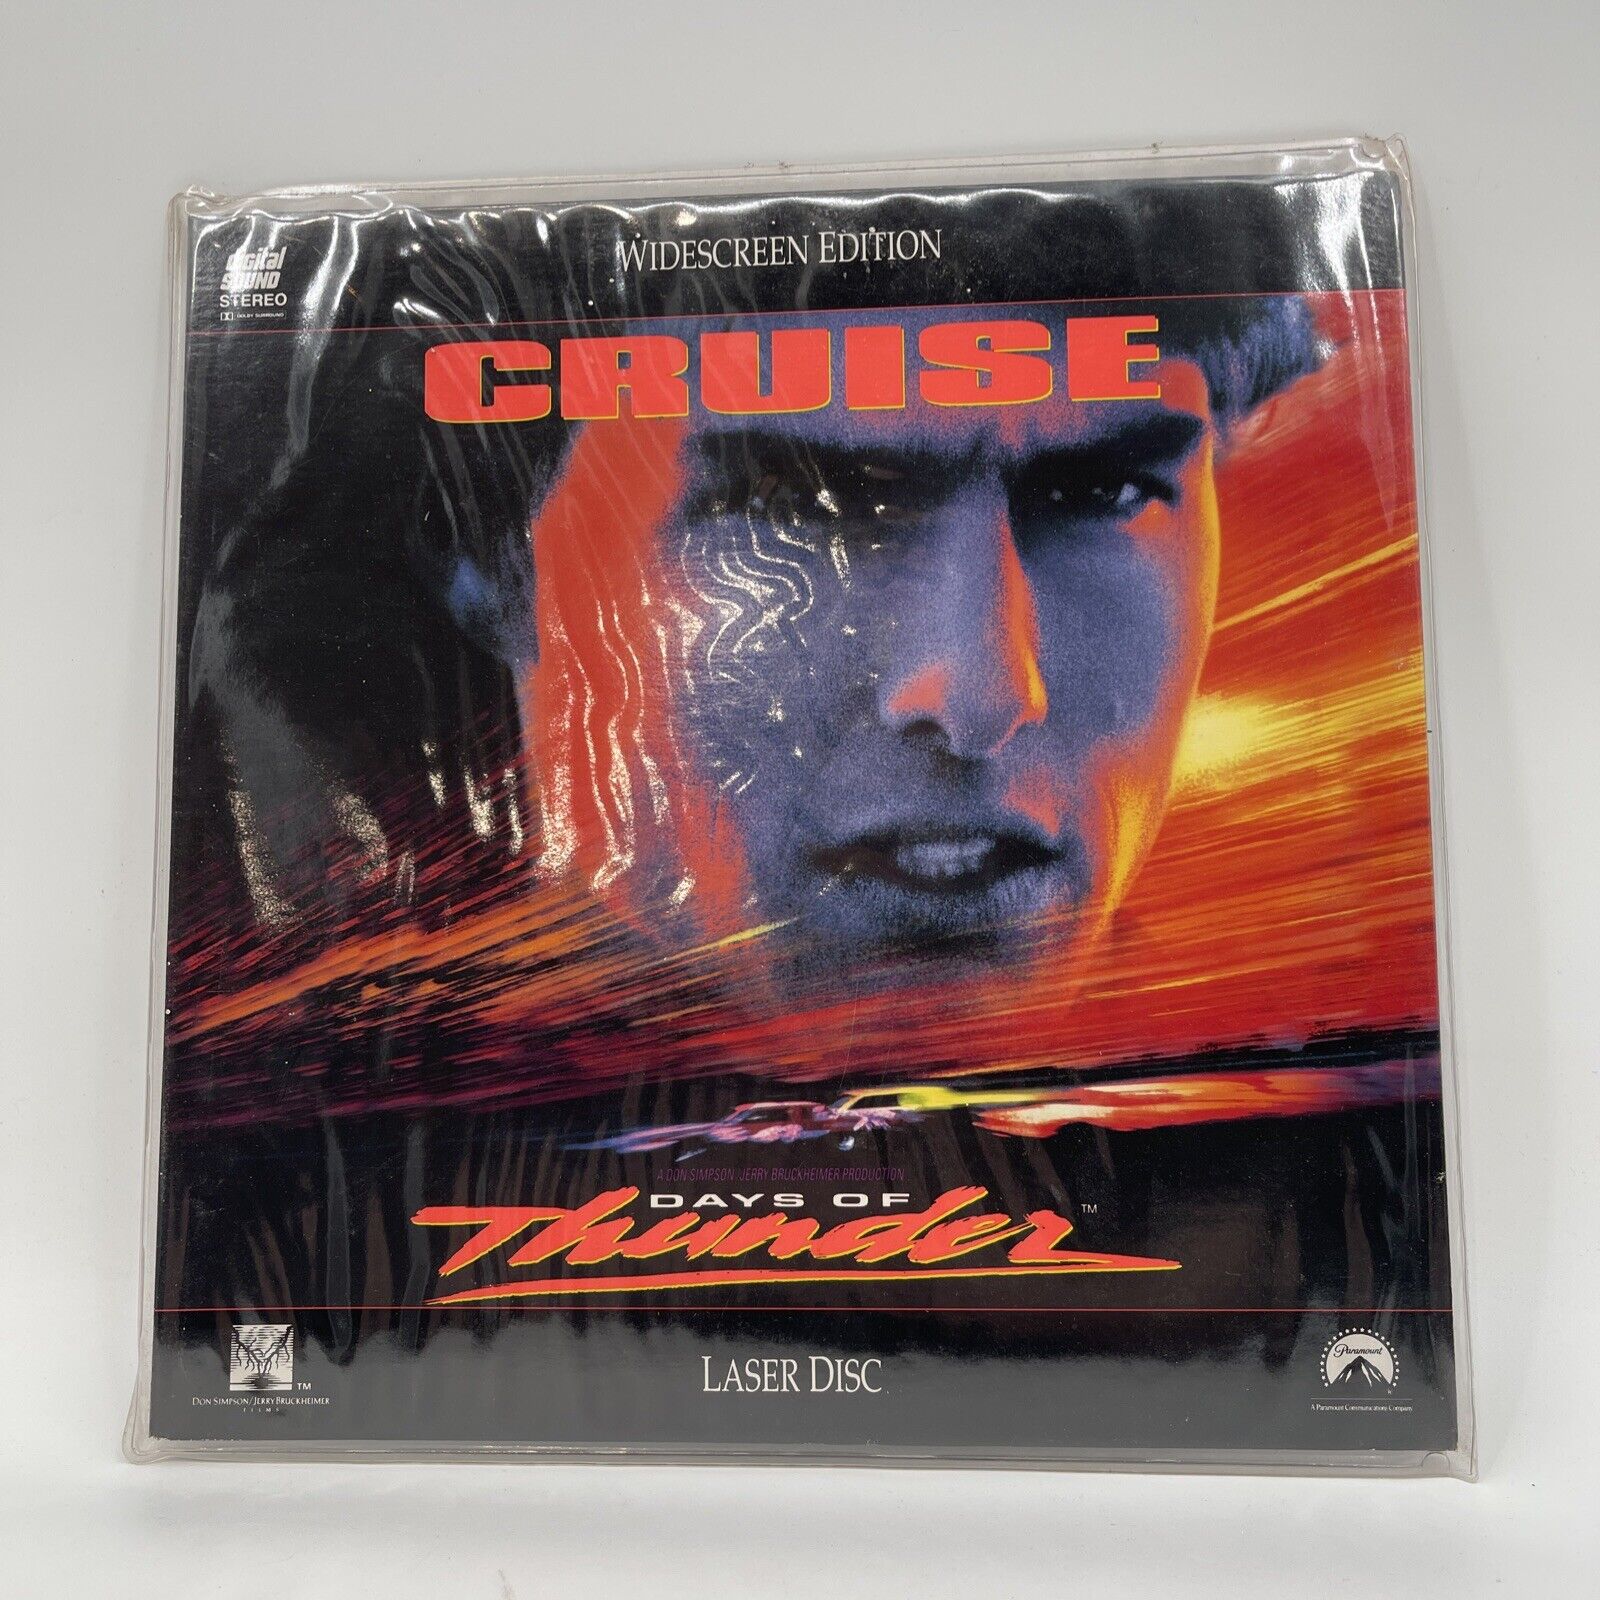 WIDESCREEN EDITION
digital
SOUND
STEREO
DOLBY SURROUND
CRUISE
A DON SIMPSON/JERRY BRUCKHEIMER PRODUCTION
DAYS OF
Thunder™
DON SIMPSON/JERRY BRUCKHEIMER
FILMS
TM
LASER DISC
Paramount
A Paramount Communications Company